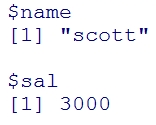 $name
[1] "scott"
$sal
[1] 3000